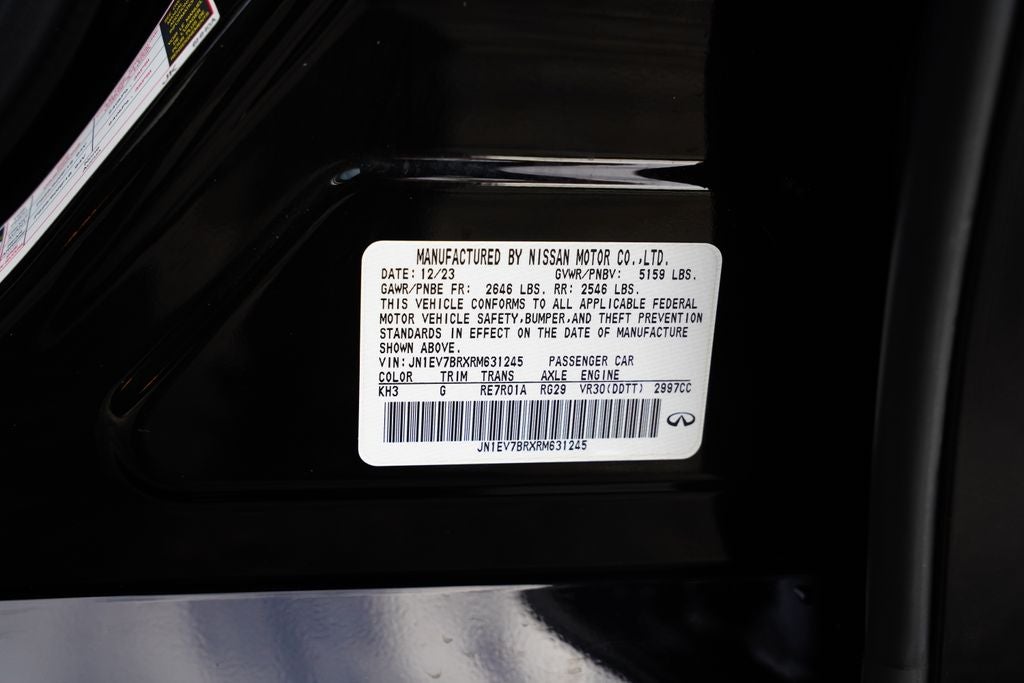 MANUFACTURED BY NISSAN MOTOR CO.,LTD.
DATE: 12/23 GVWR/PNBV: 5159 LBS.
GAWR/PNBE FR: 2646 LBS. RR: 2546 LBS.
THIS VEHICLE CONFORMS TO ALL APPLICABLE FEDERAL
MOTOR VEHICLE SAFETY,BUMPER,AND THEFT PREVENTION
STANDARDS IN EFFECT ON THE DATE OF MANUFACTURE
SHOWN ABOVE.
VIN: JN1EV7BRXRM631245 PASSENGER CAR
COLOR TRIM TRANS AXLE ENGINE
KH3 G RE7R01A RG29 VR30(DDTT) 2997CC
JN1EV7BRXRM631245